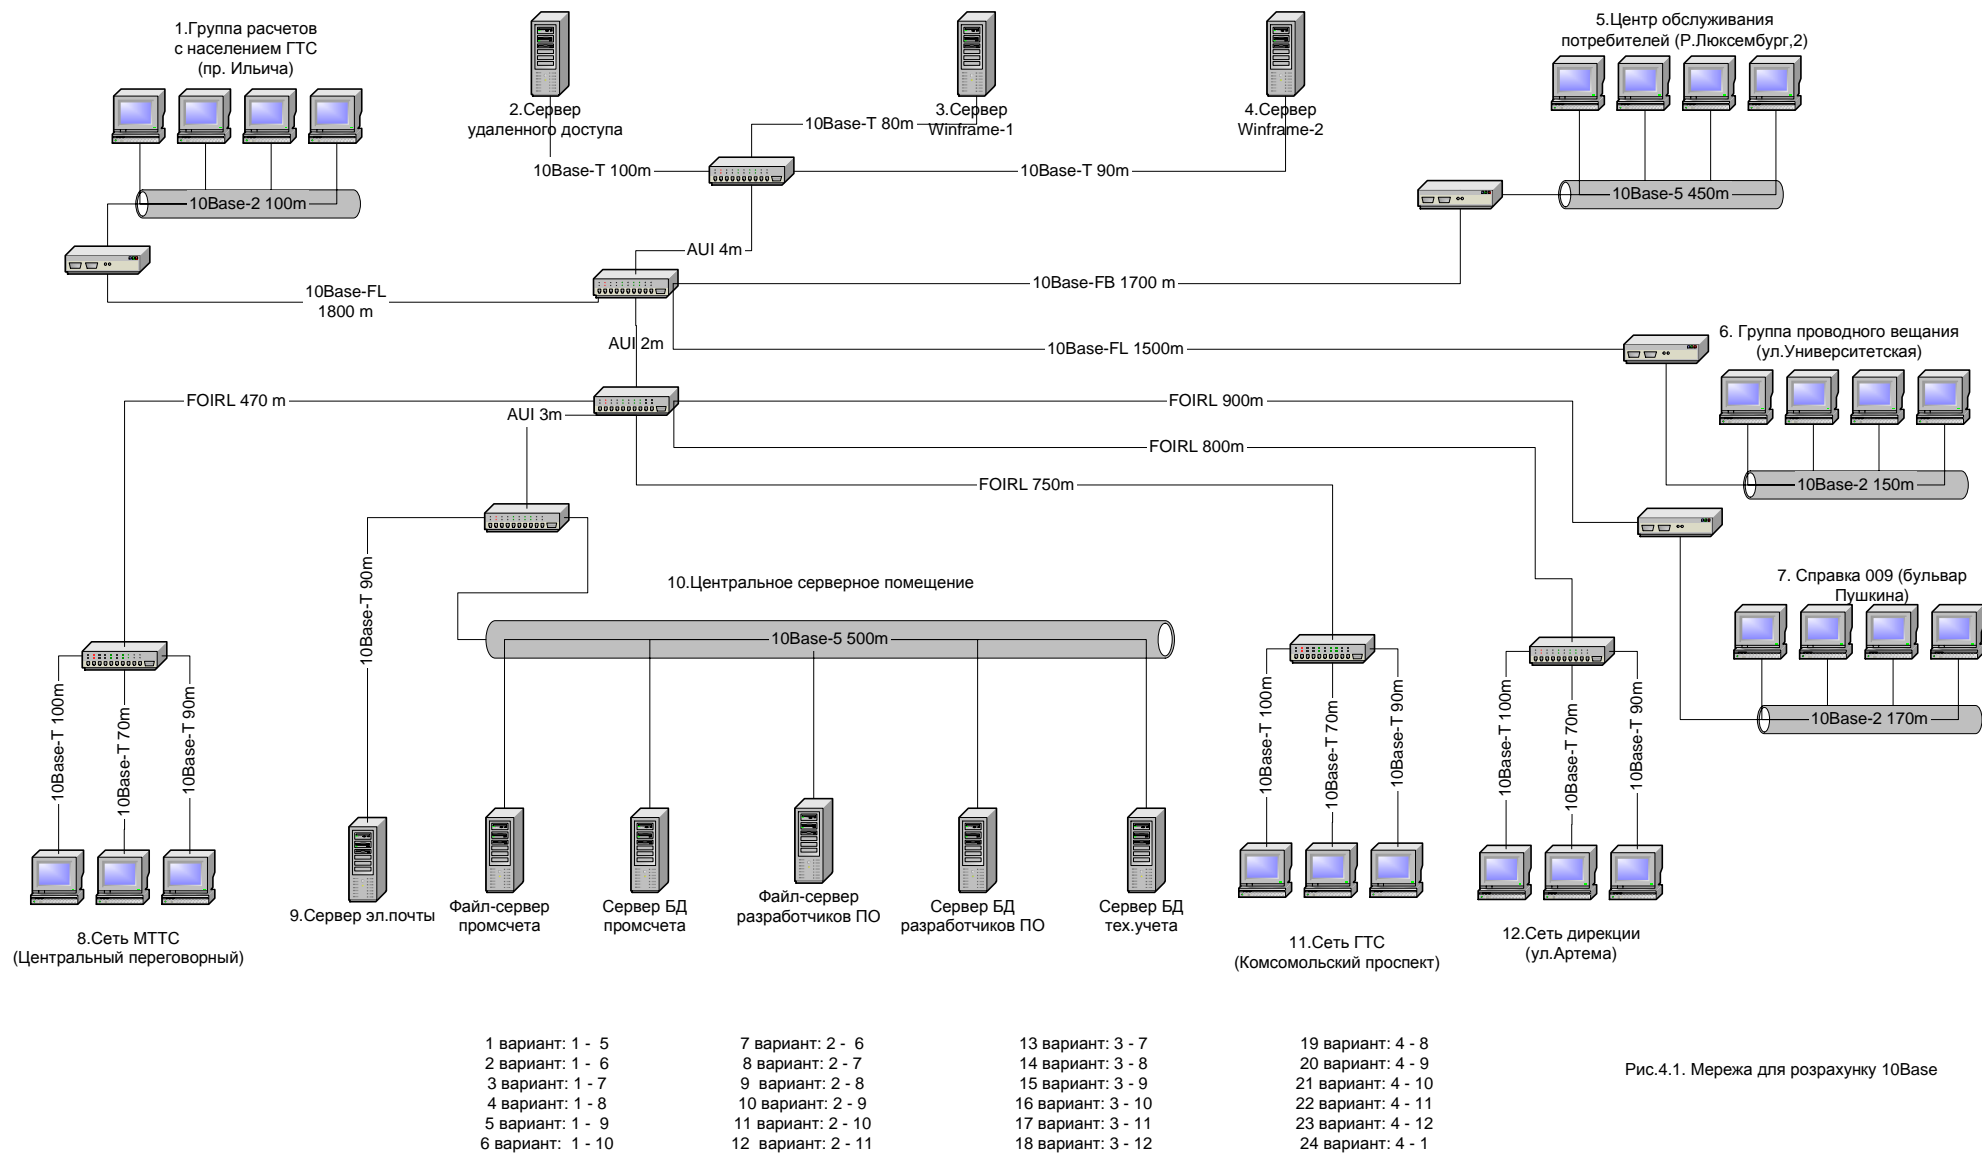 1.Группа расчетов
с населением ГТС
(пр. Ильича)
2.Сервер
удаленного доступа
3.Сервер
Winframe-1
4.Сервер
Winframe-2
5.Центр обслуживания
потребителей (Р.Люксембург,2)
10Base-T 80m
10Base-T 100m
10Base-T 90m
10Base-2 100m
10Base-5 450m
AUI 4m
10Base-FL
1800 m
10Base-FB 1700 m
AUI 2m
10Base-FL 1500m
6. Группа проводного вещания
(ул.Университетская)
FOIRL 470 m
AUI 3m
FOIRL 900m
FOIRL 800m
FOIRL 750m
10Base-2 150m
10Base-T 90m
10.Центральное серверное помещение
7. Справка 009 (бульвар
Пушкина)
10Base-5 500m
10Base-2 170m
10Base-T 100m
10Base-T 70m
10Base-T 90m
10Base-T 100m
10Base-T 70m
10Base-T 90m
10Base-T 100m
10Base-T 70m
10Base-T 90m
8.Сеть МТТС
(Центральный переговорный)
9.Сервер эл.почты
Файл-сервер
промсчета
Сервер БД
промсчета
Файл-сервер
разработчиков ПО
Сервер БД
разработчиков ПО
Сервер БД
тех.учета
11.Сеть ГТС
(Комсомольский проспект)
12.Сеть дирекции
(ул.Артема)
1 вариант: 1 - 5
2 вариант: 1 - 6
3 вариант: 1 - 7
4 вариант: 1 - 8
5 вариант: 1 - 9
6 вариант: 1 - 10
7 вариант: 2 - 6
8 вариант: 2 - 7
9 вариант: 2 - 8
10 вариант: 2 - 9
11 вариант: 2 - 10
12 вариант: 2 - 11
13 вариант: 3 - 7
14 вариант: 3 - 8
15 вариант: 3 - 9
16 вариант: 3 - 10
17 вариант: 3 - 11
18 вариант: 3 - 12
19 вариант: 4 - 8
20 вариант: 4 - 9
21 вариант: 4 - 10
22 вариант: 4 - 11
23 вариант: 4 - 12
24 вариант: 4 - 1
Рис.4.1. Мережа для розрахунку 10Base